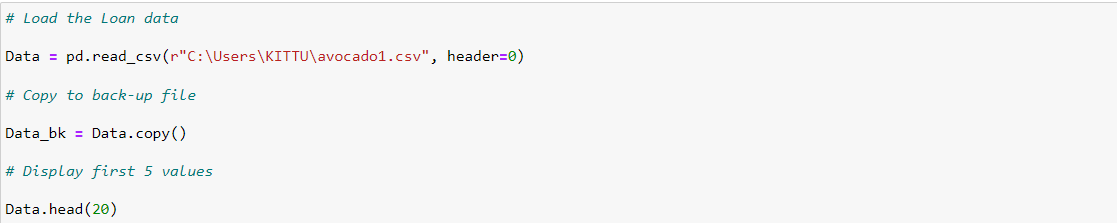 # Load the Loan data
Data = pd.read_csv(r"C:\Users\KITTU\avocado1.csv", header=0)
# Copy to back-up file
Data_bk = Data.copy()
# Display first 5 values
Data.head(20)